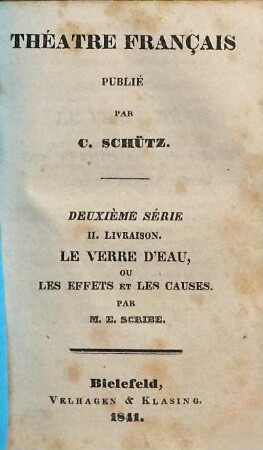 THÉATRE FRANÇAIS
PUBLIÉ
PAR
C. SCHÜTZ.
DEUXIÈME SÉRIE
II. LIVRAISON.
LE VERRE D'EAU,
OU
LES EFFETS ET LES CAUSES.
PAR
M. E. SCRIBE.
Bielefeld,
VELHAGEN & KLASING.
1841.